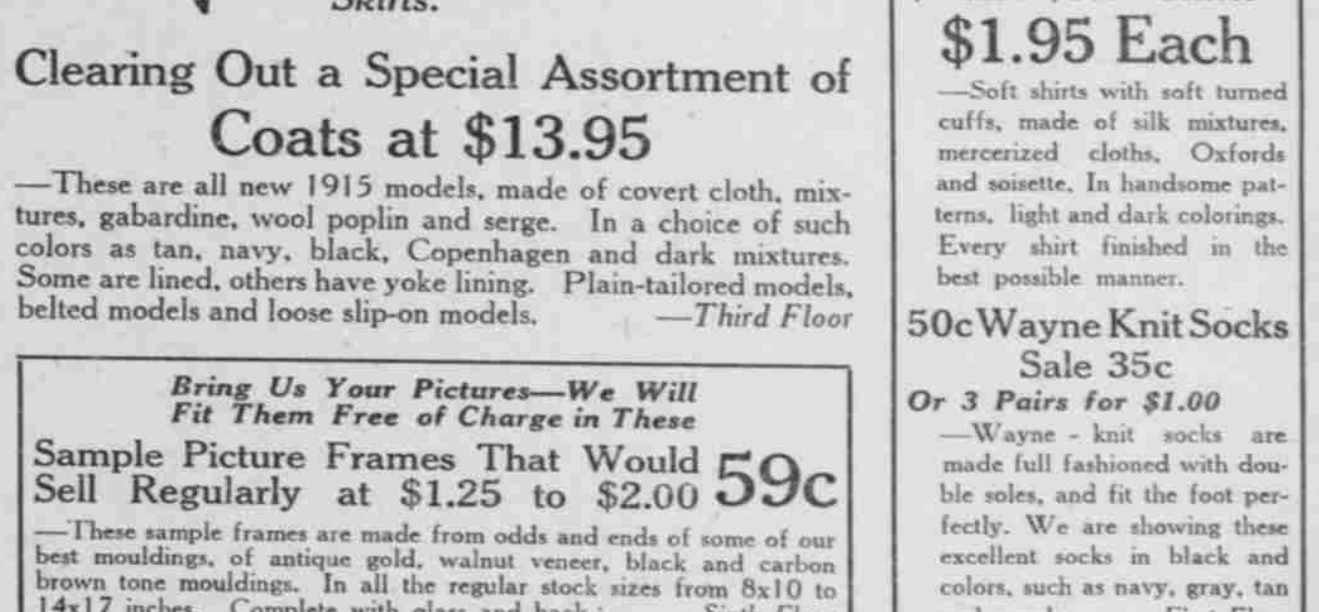 Skirts.
Clearing Out a Special Assortment of
Coats at $13.95
—These are all new 1915 models, made of covert cloth, mix-
tures, gabardine, wool poplin and serge. In a choice of such
colors as tan, navy, black, Copenhagen and dark mixtures.
Some are lined, others have yoke lining. Plain-tailored models,
belted models and loose slip-on models. —Third Floor
Bring Us Your Pictures—We Will
Fit Them Free of Charge in These
Sample Picture Frames That Would
Sell Regularly at $1.25 to $2.00 59c
—These sample frames are made from odds and ends of some of our
best mouldings, of antique gold, walnut veneer, black and carbon
brown tone mouldings. In all the regular stock sizes from 8x10 to
14x17 inches. Complete with glass and
$1.95 Each
—Soft shirts with soft turned
cuffs, made of silk mixtures,
mercerized cloths, Oxfords
and soisette, In handsome pat-
terns, light and dark colorings.
Every shirt finished in the
best possible manner.
50c Wayne Knit Socks
Sale 35c
Or 3 Pairs for $1.00
—Wayne - knit socks are
made full fashioned with dou-
ble soles, and fit the foot per-
fectly. We are showing these
excellent socks in black and
colors, such as navy, gray, tan